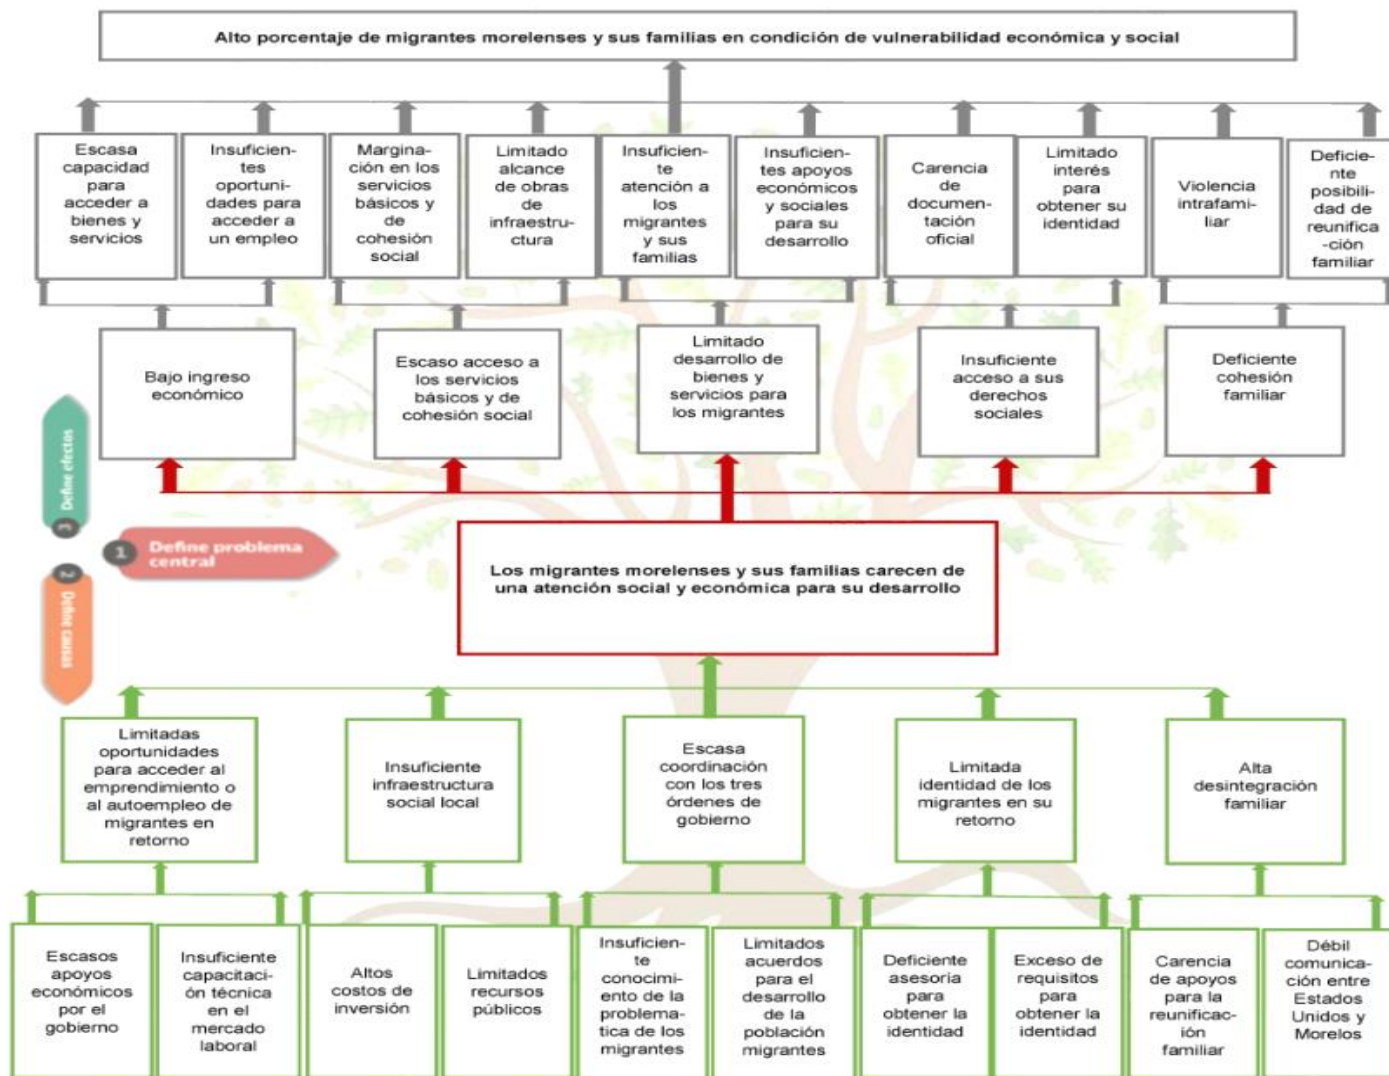 Alto porcentaje de migrantes morelenses y sus familias en condición de vulnerabilidad económica y social
Escasa
capacidad
para
acceder a
bienes y
servicios
Insuficien-
tes
oportuni-
dades para
acceder a
un empleo
Margina-
ción en los
servicios
básicos y
de
cohesión
social
Limitado
alcance
de obras
de
infraestru-
ctura
Insuficien-
te
atención a
los
migrantes
y sus
familias
Insuficien-
tes apoyos
económicos
y sociales
para su
desarrollo
Carencia
de
documen-
tación
oficial
Limitado
interés
para
obtener su
identidad
Violencia
intrafami-
liar
Deficie-
nte
posibili-
dad de
reunifica
-ción
familiar
Bajo ingreso
económico
Escaso acceso a
los servicios
básicos y de
cohesión social
Limitado
desarrollo de
bienes y
servicios para
los migrantes
Insuficiente
acceso a sus
derechos
sociales
Deficiente
cohesión
familiar
3 Define efectos
1 Define problema
central
2 Define causas
Los migrantes morelenses y sus familias carecen de
una atención social y económica para su desarrollo
Limitadas
oportunidades
para acceder al
emprendimiento o
al autoempleo de
migrantes en
retorno
Insuficiente
infraestructura
social local
Escasa
coordinación
con los tres
órdenes de
gobierno
Limitada
identidad de los
migrantes en su
retorno
Alta
desintegración
familiar
Escasos
apoyos
económicos
por el
gobierno
Insuficiente
capacitaci-
ón técnica
en el
mercado
laboral
Altos
costos de
inversión
Limitados
recursos
públicos
Insuficien-
te
conocimi-
ento de la
problema-
tica de los
migrantes
Limitados
acuerdos
para el
desarrollo
de la
población
migrantes
Deficiente
asesoría
para
obtener la
identidad
Exceso de
requisitos
para
obtener la
identidad
Carencia
de apoyos
para la
reunificac-
ión
familiar
Débil
comunica-
ción entre
Estados
Unidos y
Morelos